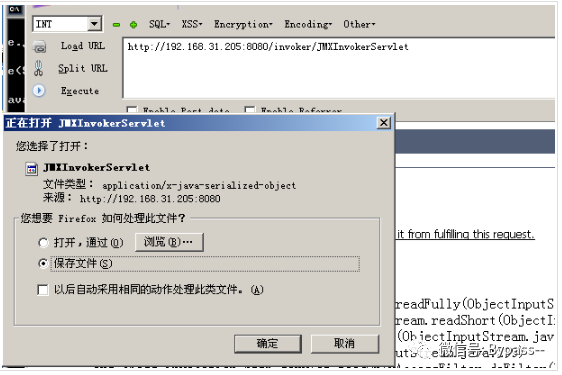 INT
SQL▾ XSS▾ Encryption▾ Encoding▾ Other▾
Load URL
http://192.168.31.205:8080/invoker/JMXInvokerServlet
Split URL
Execute
Enable Post data
Enable Referrer
正在打开 JMXInvokerServlet
您选择了打开：
JMXInvokerServlet
文件类型： application/x-java-serialized-object
来源： http://192.168.31.205:8080
您想要 Firefox 如何处理此文件？
打开，通过(O)
浏览(B)…
it from fulfilling this request.
保存文件(S)
以后自动采用相同的动作处理此类文件。(A)
readFully(ObjectInputS
ream.readShort(ObjectI
(ObjectInputStream.jav
确定
取消
微信号: Bypass--